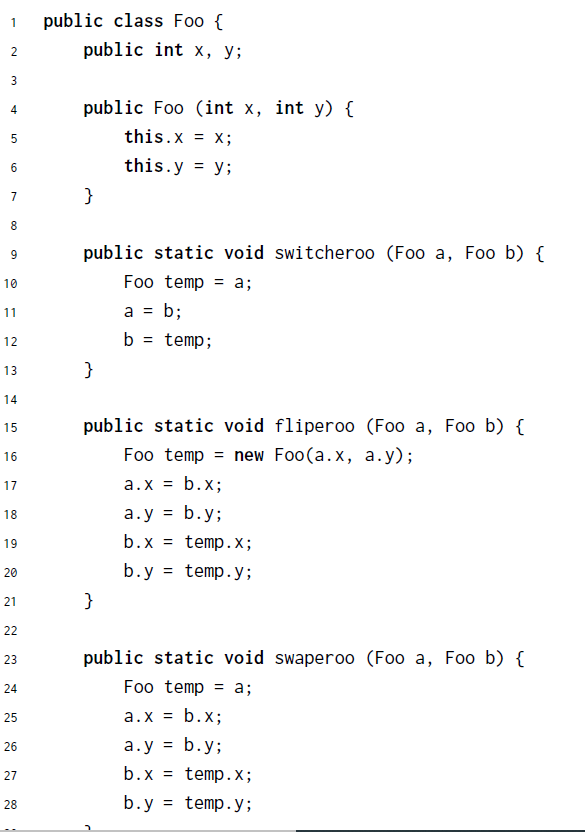 1 public class Foo {
2 public int x, y;
3
4 public Foo (int x, int y) {
5 this.x = x;
6 this.y = y;
7 }
8
9 public static void switcheroo (Foo a, Foo b) {
10 Foo temp = a;
11 a = b;
12 b = temp;
13 }
14
15 public static void fliperoo (Foo a, Foo b) {
16 Foo temp = new Foo(a.x, a.y);
17 a.x = b.x;
18 a.y = b.y;
19 b.x = temp.x;
20 b.y = temp.y;
21 }
22
23 public static void swaperoo (Foo a, Foo b) {
24 Foo temp = a;
25 a.x = b.x;
26 a.y = b.y;
27 b.x = temp.x;
28 b.y = temp.y;